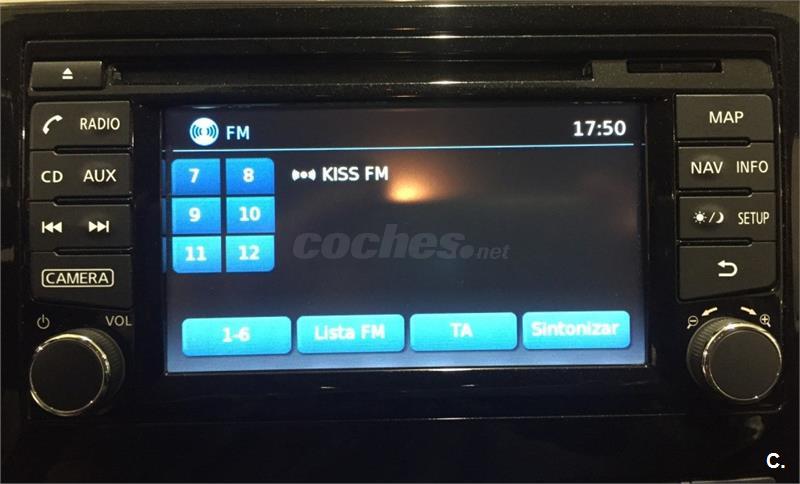 RADIO
MAP
FM
17:50
CD AUX
NAV INFO
7 8
KISS FM
9 10
SETUP
11 12
coches.net
CAMERA
VOL
1-6
Lista FM
TA
Sintonizar
C.